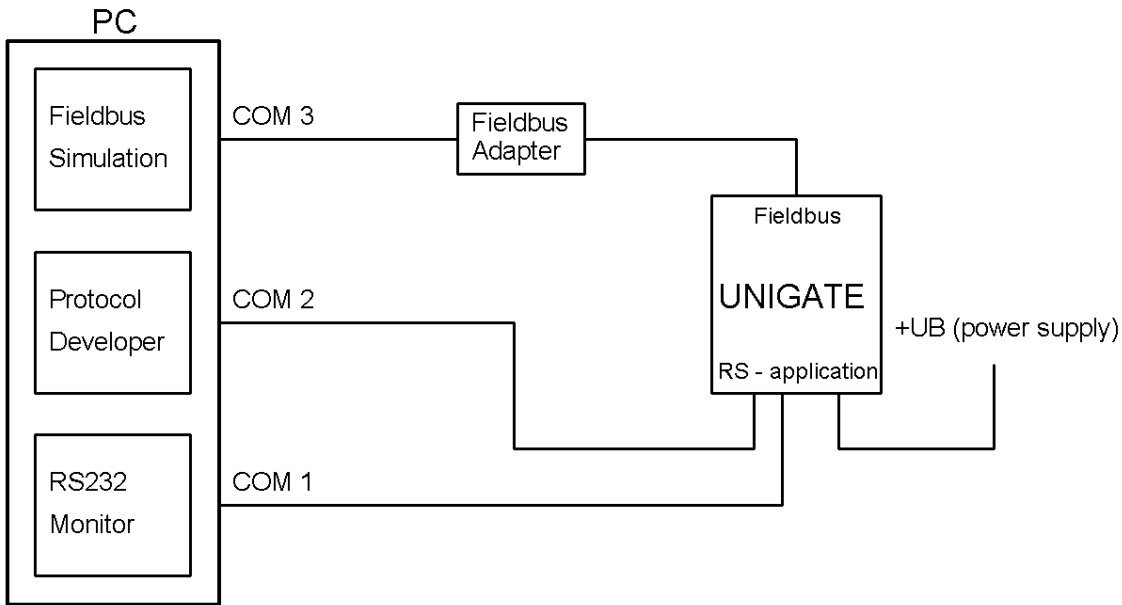 PC
Fieldbus
Simulation
COM 3
Fieldbus
Adapter
Fieldbus
UNIGATE
RS - application
+UB (power supply)
Protocol
Developer
COM 2
RS232
Monitor
COM 1